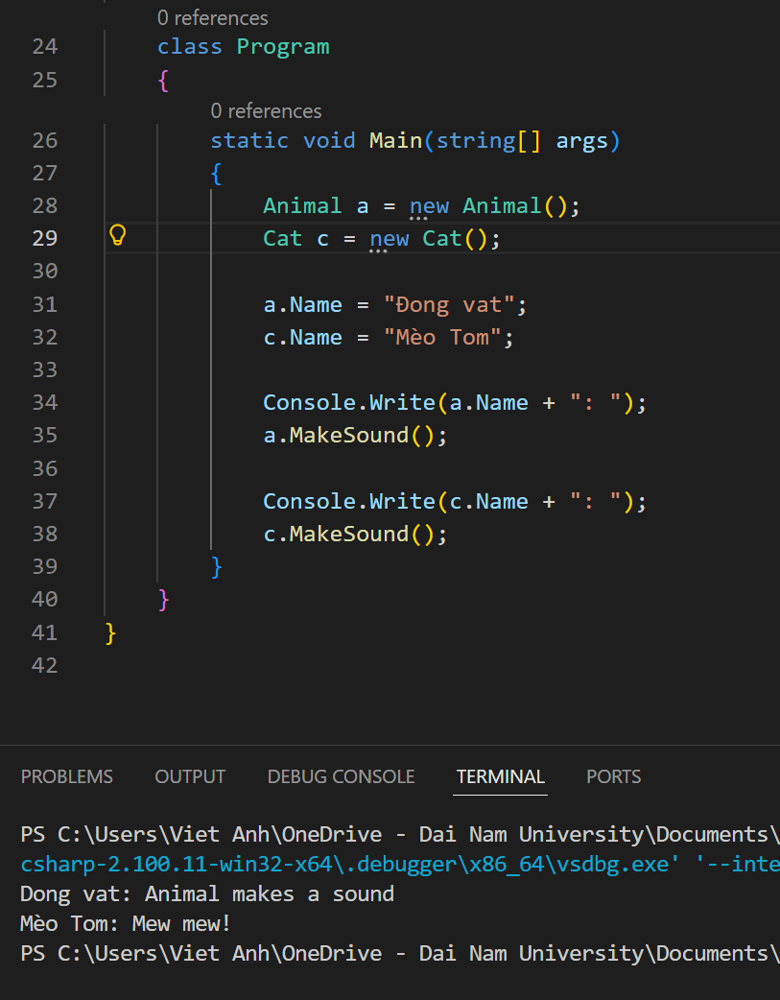 0 references
24 class Program
25 {
0 references
26 static void Main(string[] args)
27 {
28 Animal a = new Animal();
29 Cat c = new Cat();
30
31 a.Name = "Đong vat";
32 c.Name = "Mèo Tom";
33
34 Console.Write(a.Name + ": ");
35 a.MakeSound();
36
37 Console.Write(c.Name + ": ");
38 c.MakeSound();
39 }
40 }
41 }
42
PROBLEMS OUTPUT DEBUG CONSOLE TERMINAL PORTS
PS C:\Users\Viet Anh\OneDrive - Dai Nam University\Documents\
csharp-2.100.11-win32-x64\.debugger\x86_64\vsdbg.exe' '--inte
Dong vat: Animal makes a sound
Mèo Tom: Mew mew!
PS C:\Users\Viet Anh\OneDrive - Dai Nam University\Documents\